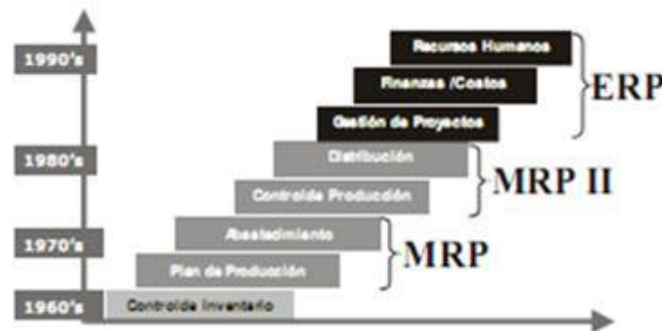 Recursos Humanos
1990's
Finanzas /Costos
ERP
Gestión de Proyectos
1980's
Distribución
Controlde Producción
MRP II
1970's
Abastecimiento
MRP
Plan de Producción
1960's
Controlde Inventario